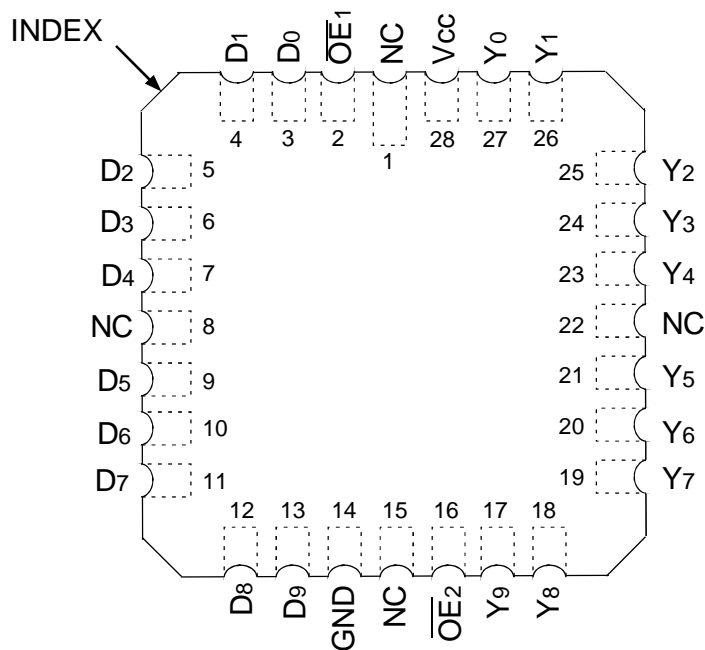 INDEX
D1 D0 O̅E̅1 NC Vcc Y0 Y1
4 3 2 1 28 27 26
D2 5 25 Y2
D3 6 24 Y3
D4 7 23 Y4
NC 8 22 NC
D5 9 21 Y5
D6 10 20 Y6
D7 11 19 Y7
12 13 14 15 16 17 18
D8 D9 GND NC O̅E̅2 Y9 Y8